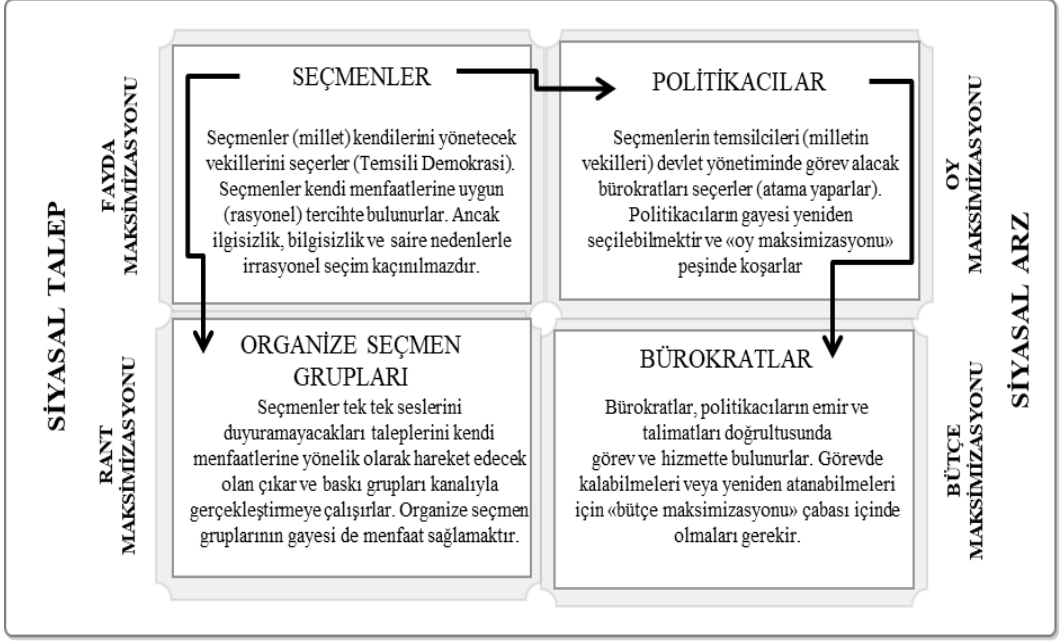 SİYASAL TALEP
FAYDA
MAKSİMİZASYONU
SEÇMENLER
Seçmenler (millet) kendilerini yönetecek
vekillerini seçerler (Temsili Demokrasi).
Seçmenler kendi menfaatlerine uygun
(rasyonel) tercihte bulunurlar. Ancak
ilgisizlik, bilgisizlik ve saire nedenlerle
irrasyonel seçim kaçınılmazdır.
POLİTİKACILAR
Seçmenlerin temsilcileri (milletin
vekilleri) devlet yönetiminde görev alacak
bürokratları seçerler (atama yaparlar).
Politikacıların gayesi yeniden
seçilebilmektir ve «oy maksimizasyonu»
peşinde koşarlar
OY
MAKSİMİZASYONU
SİYASAL ARZ
RANT
MAKSİMİZASYONU
ORGANİZE SEÇMEN
GRUPLARI
Seçmenler tek tek seslerini
duyuramayacakları taleplerini kendi
menfaatlerine yönelik olarak hareket edecek
olan çıkar ve baskı grupları kanalıyla
gerçekleştirmeye çalışırlar. Organize seçmen
gruplarının gayesi de menfaat sağlamaktır.
BÜROKRATLAR
Bürokratlar, politikacıların emir ve
talimatları doğrultusunda
görev ve hizmette bulunurlar. Görevde
kalabilmeleri veya yeniden atanabilmeleri
için «bütçe maksimizasyonu» çabası içinde
olmaları gerekir.
BÜTÇE
MAKSİMİZASYONU